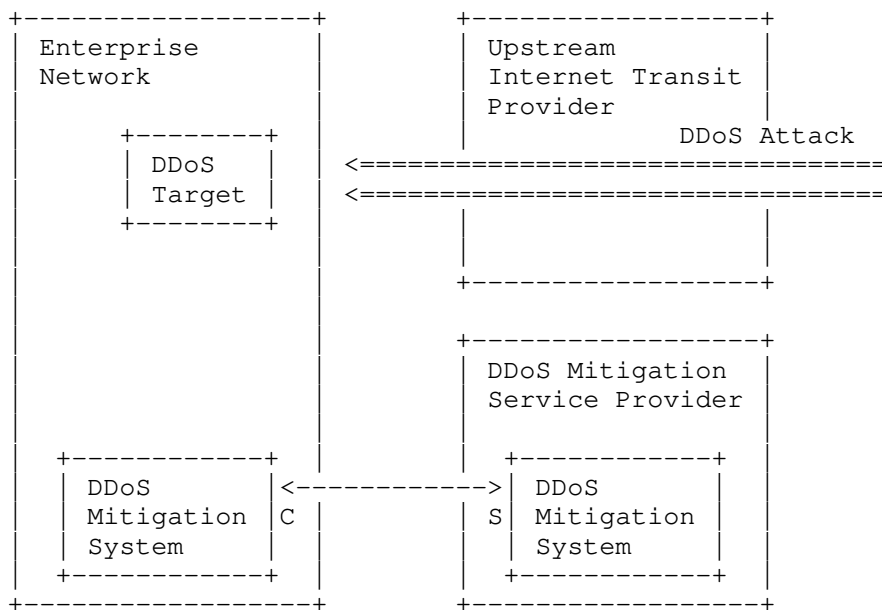 Enterprise
Network
Upstream
Internet Transit
Provider
DDoS Attack
DDoS
Target
DDoS Mitigation
Service Provider
DDoS
Mitigation
System
C
S
DDoS
Mitigation
System